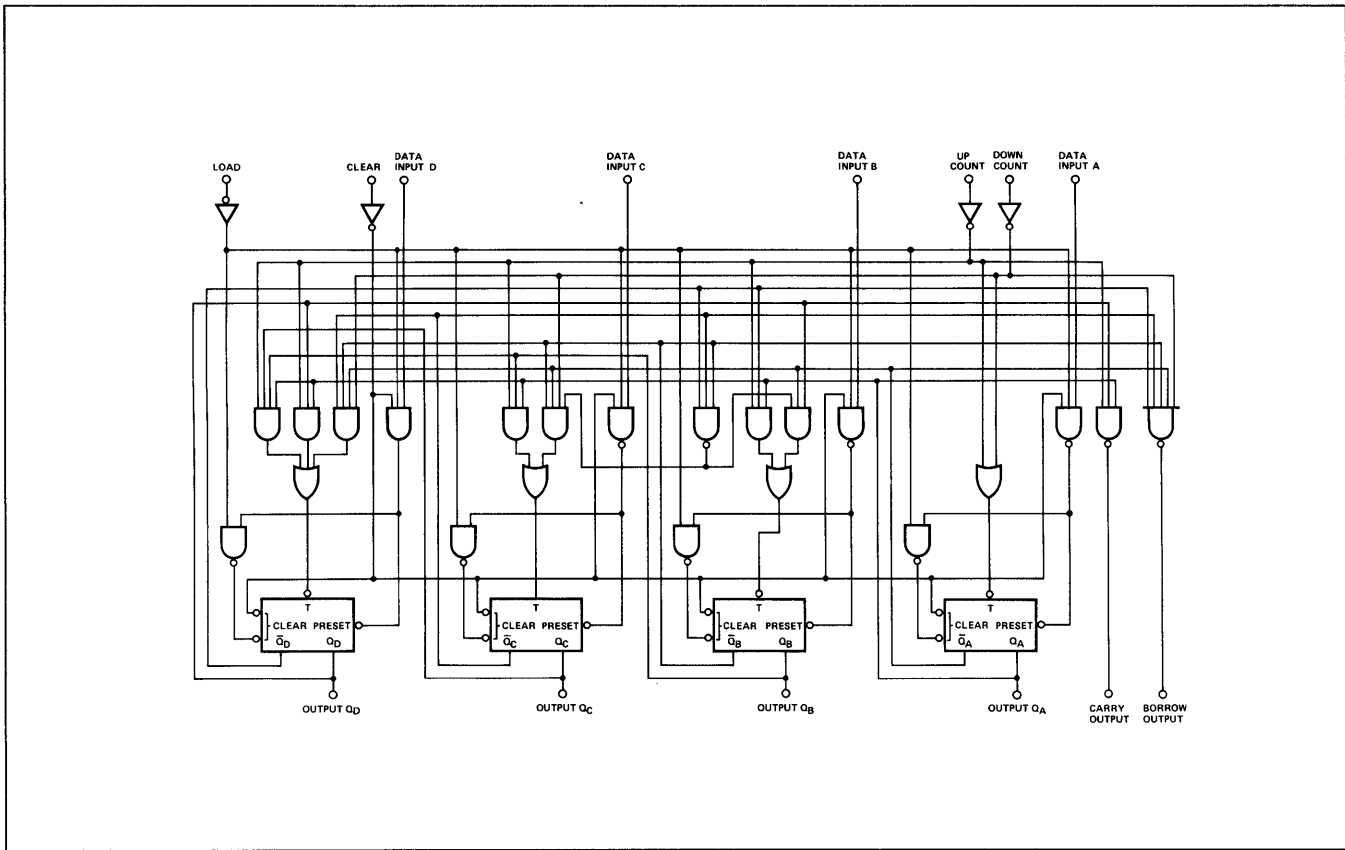 LOAD
CLEAR
DATA
INPUT D
DATA
INPUT C
DATA
INPUT B
UP
COUNT
DOWN
COUNT
DATA
INPUT A
T
CLEAR PRESET
Q̅D QD
T
CLEAR PRESET
Q̅C QC
T
CLEAR PRESET
Q̅B QB
T
CLEAR PRESET
Q̅A QA
OUTPUT QD
OUTPUT QC
OUTPUT QB
OUTPUT QA
CARRY
OUTPUT
BORROW
OUTPUT